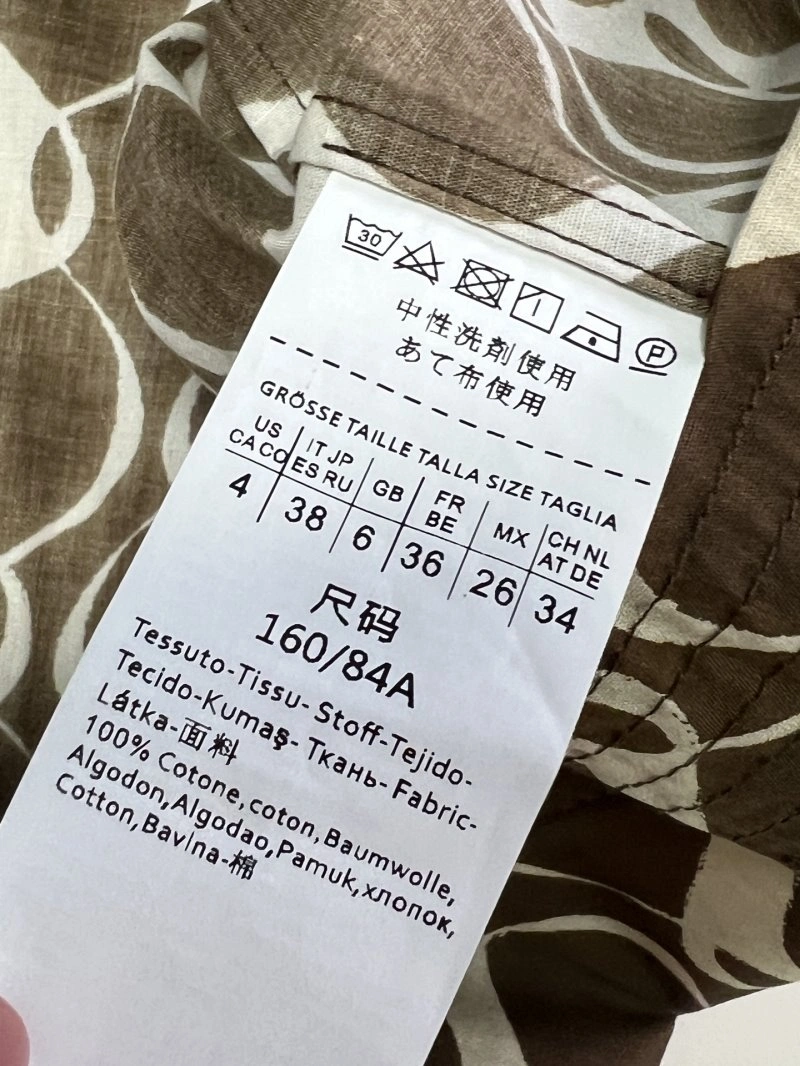 30
P
中性洗剤使用
あて布使用
GRÖSSE TAILLE TALLA SIZE TAGLIA
US CA CO IT JP ES RU GB FR BE MX CH NL AT DE
4 38 6 36 26 34
尺码
160/84A
Tessuto-Tissu- Stoff-Tejido-
Tecido-Kumaş- Ткань- Fabric-
Látka-面料
100% Cotone,coton,Baumwolle,
Algodon,Algodao,Pamuk,хлопок,
Cotton,Bavlna-棉